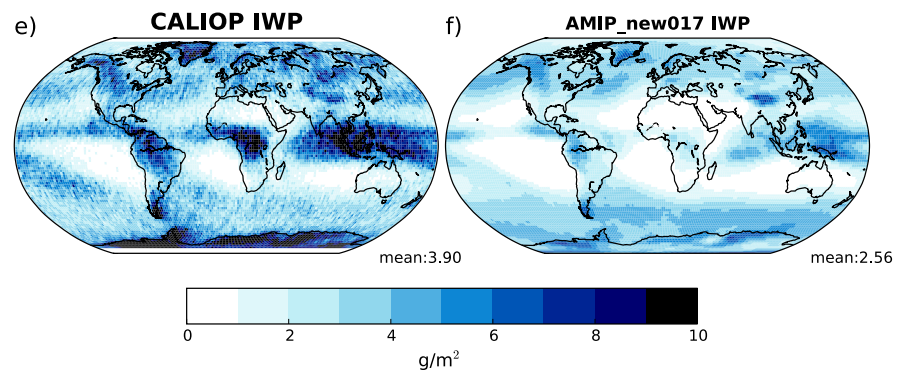 e)
CALIOP IWP
f)
AMIP_new017 IWP
mean:3.90
mean:2.56
0 2 4 6 8 10
g/m²